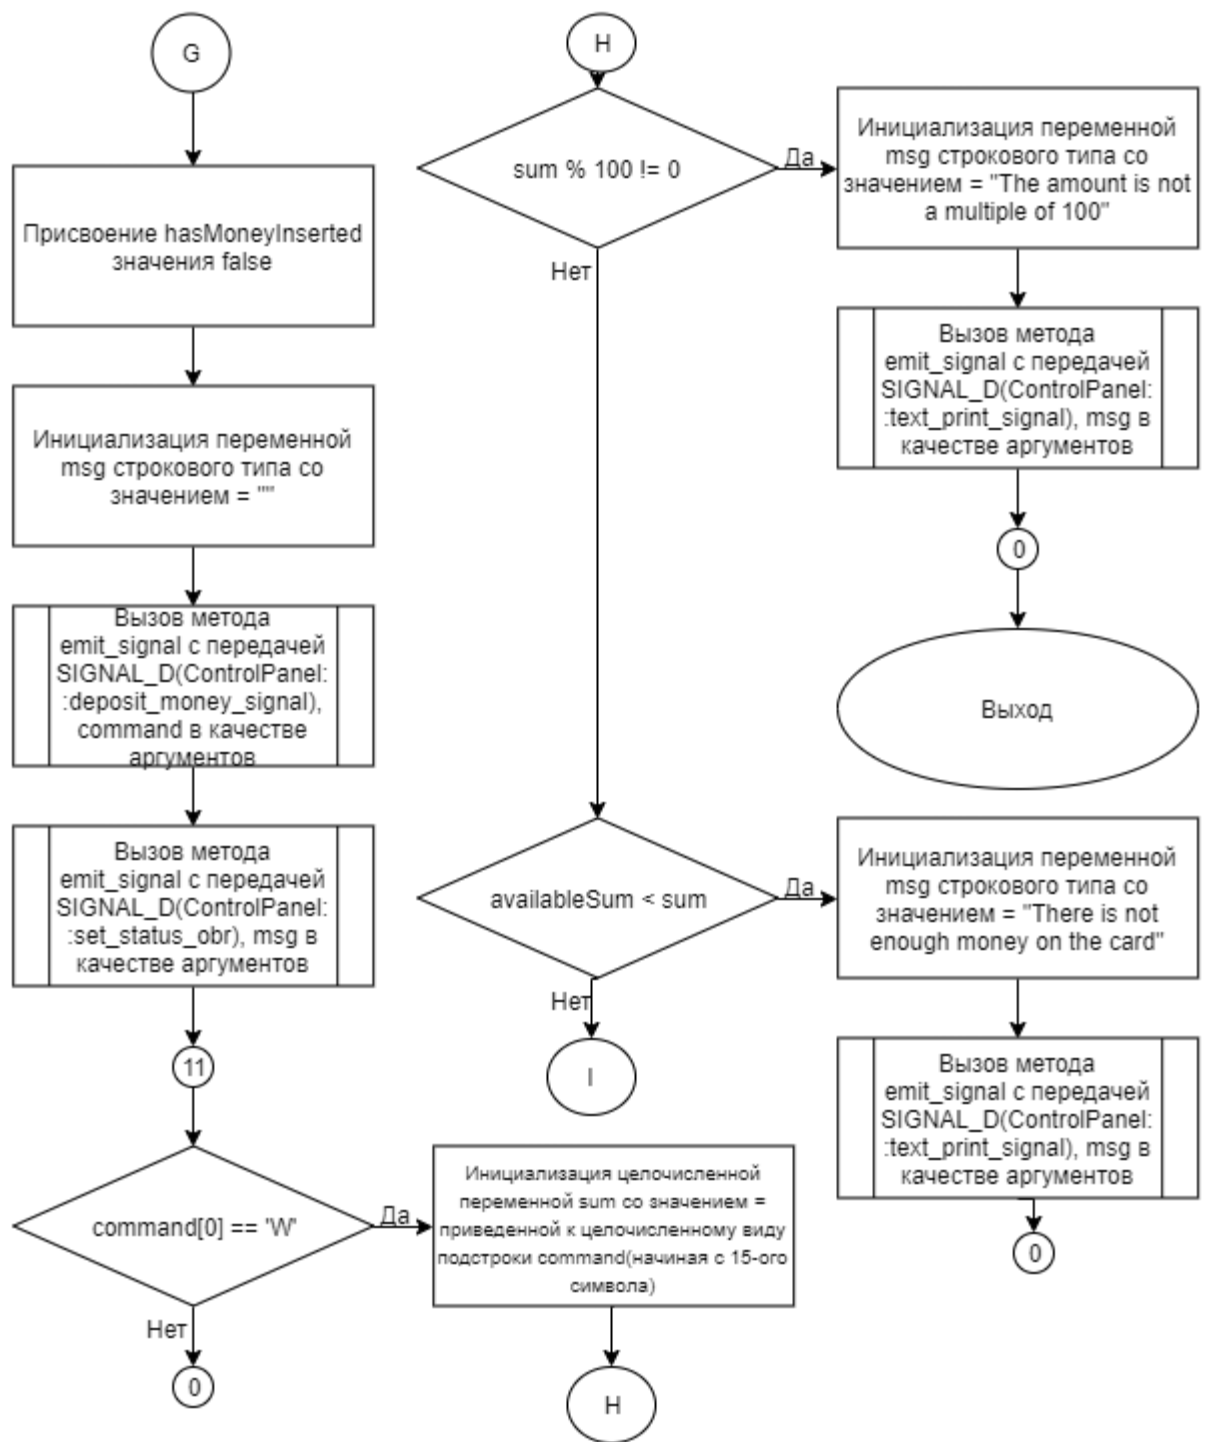 G
Присвоение hasMoneyInserted
значения false
Инициализация переменной
msg строкового типа со
значением = ""
Вызов метода
emit_signal с передачей
SIGNAL_D(ControlPanel:
:deposit_money_signal),
command в качестве
аргументов
Вызов метода
emit_signal с передачей
SIGNAL_D(ControlPanel:
:set_status_obr), msg в
качестве аргументов
11
command[0] == 'W'
Да
Нет
0
Инициализация целочисленной
переменной sum со значением =
приведенной к целочисленному виду
подстроки command(начиная с 15-ого
символа)
H
H
sum % 100 != 0
Да
Нет
Инициализация переменной
msg строкового типа со
значением = "The amount is not
a multiple of 100"
Вызов метода
emit_signal с передачей
SIGNAL_D(ControlPanel:
:text_print_signal), msg в
качестве аргументов
0
Выход
availableSum < sum
Да
Нет
I
Инициализация переменной
msg строкового типа со
значением = "There is not
enough money on the card"
Вызов метода
emit_signal с передачей
SIGNAL_D(ControlPanel:
:text_print_signal), msg в
качестве аргументов
0